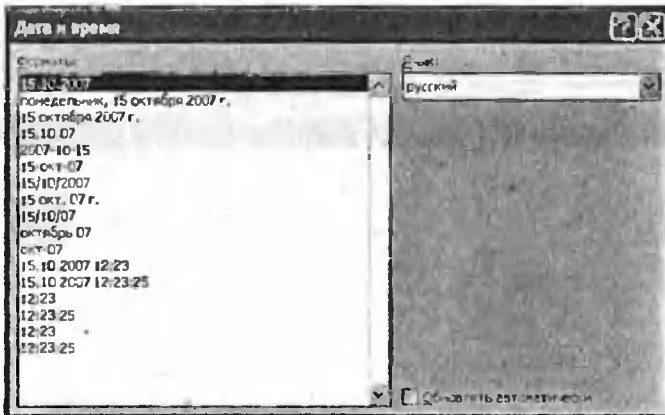 Дата и время
Форматы:
Язык:
15.10.2007
русский
понедельник, 15 октября 2007 г.
15 октября 2007 г.
15.10.07
2007-10-15
15-окт-07
15/10/2007
15 окт. 07 г.
15/10/07
октябрь 07
окт-07
15.10.2007 12:23
15.10.2007 12:23:25
12:23
12:23:25
12:23
12:23:25
Обновлять автоматически